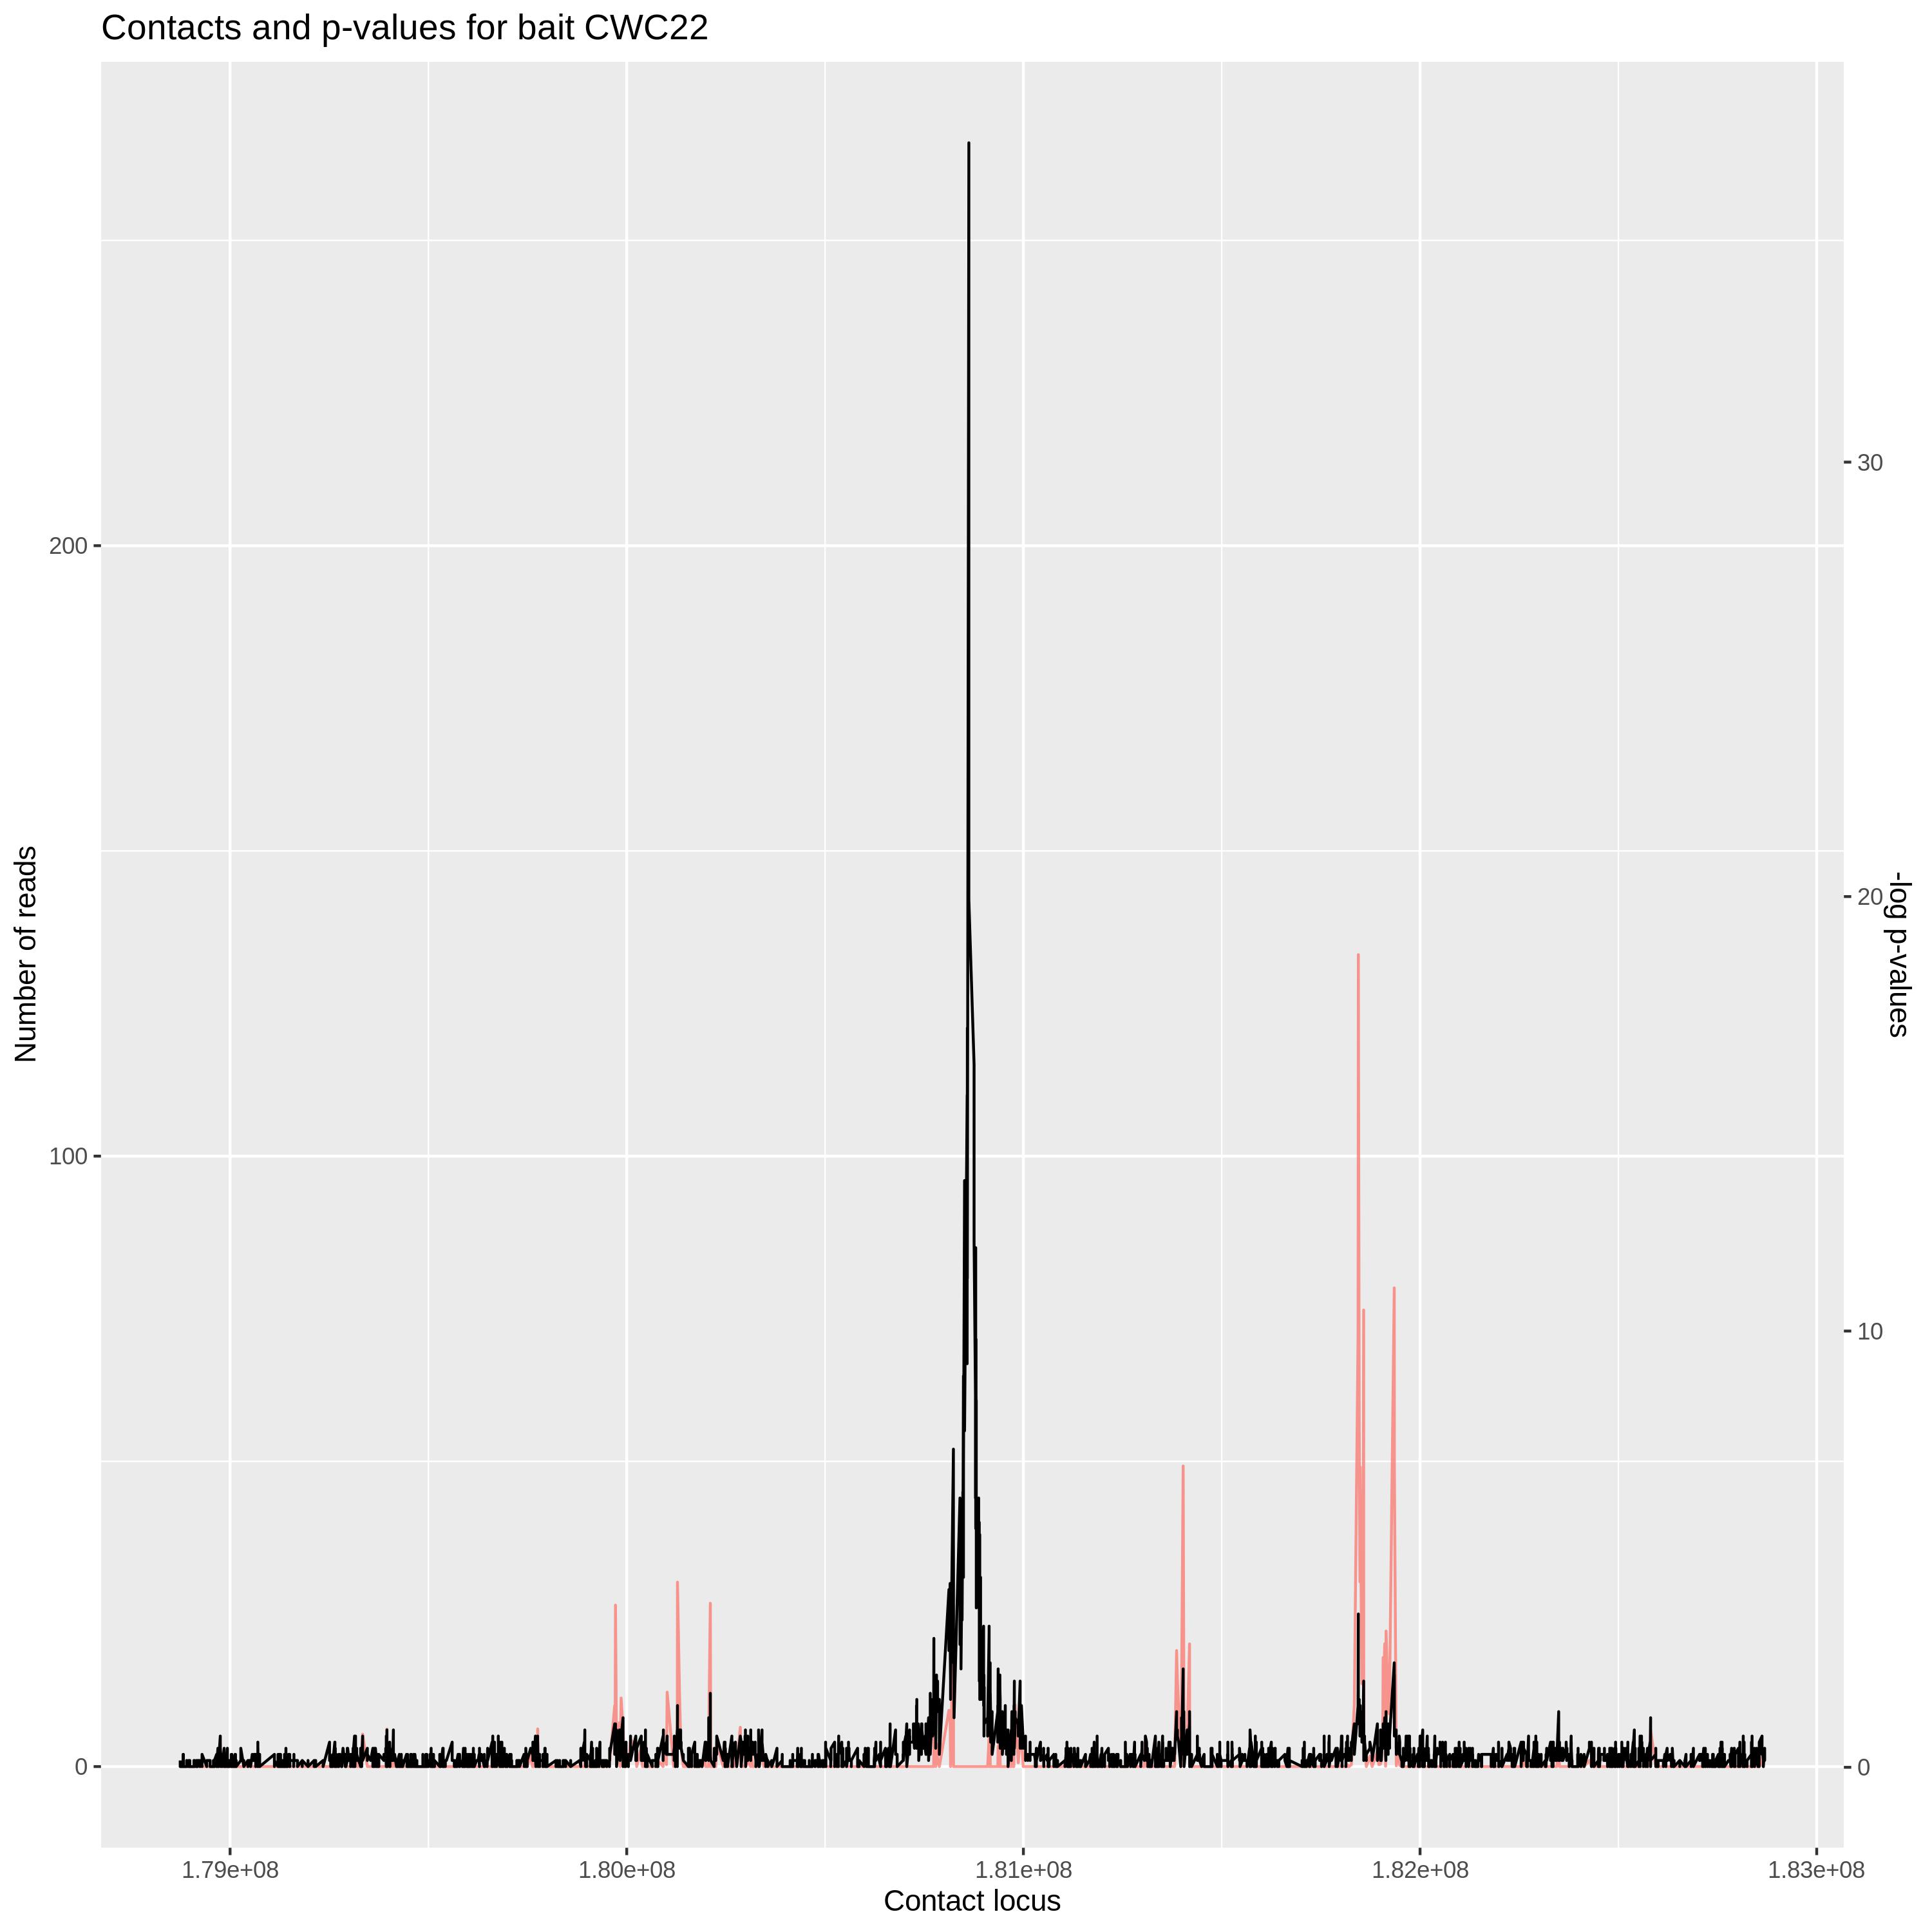 Contacts and p-values for bait CWC22
Number of reads
200
100
0
30
20
10
0
-log p-values
1.79e+08
1.80e+08
1.81e+08
1.82e+08
1.83e+08
Contact locus